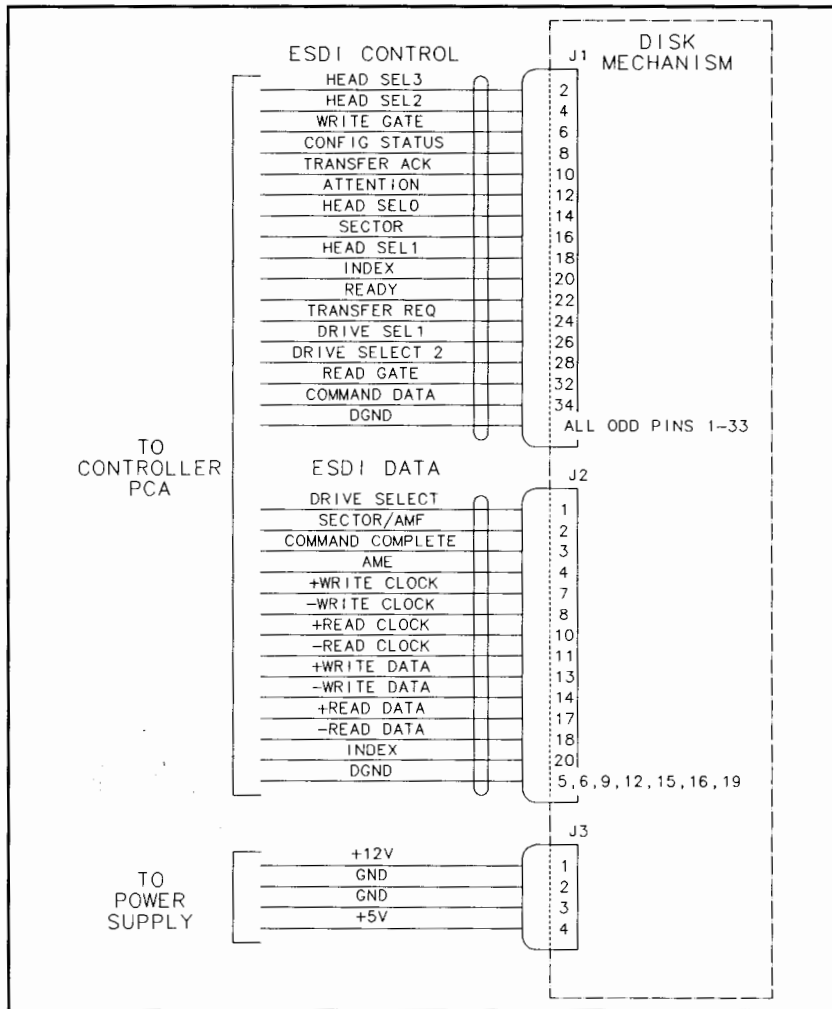 DISK
MECHANISM
ESDI CONTROL
J1
HEAD SEL3
2
HEAD SEL2
4
WRITE GATE
6
CONFIG STATUS
8
TRANSFER ACK
10
ATTENTION
12
HEAD SEL0
14
SECTOR
16
HEAD SEL1
18
INDEX
20
READY
22
TRANSFER REQ
24
DRIVE SEL1
26
DRIVE SELECT 2
28
READ GATE
32
COMMAND DATA
34
DGND
ALL ODD PINS 1-33
TO
CONTROLLER
PCA
ESDI DATA
J2
DRIVE SELECT
1
SECTOR/AMF
2
COMMAND COMPLETE
3
AME
4
+WRITE CLOCK
7
-WRITE CLOCK
8
+READ CLOCK
10
-READ CLOCK
11
+WRITE DATA
13
-WRITE DATA
14
+READ DATA
17
-READ DATA
18
INDEX
20
DGND
5,6,9,12,15,16,19
J3
TO
POWER
SUPPLY
+12V
1
GND
2
GND
3
+5V
4